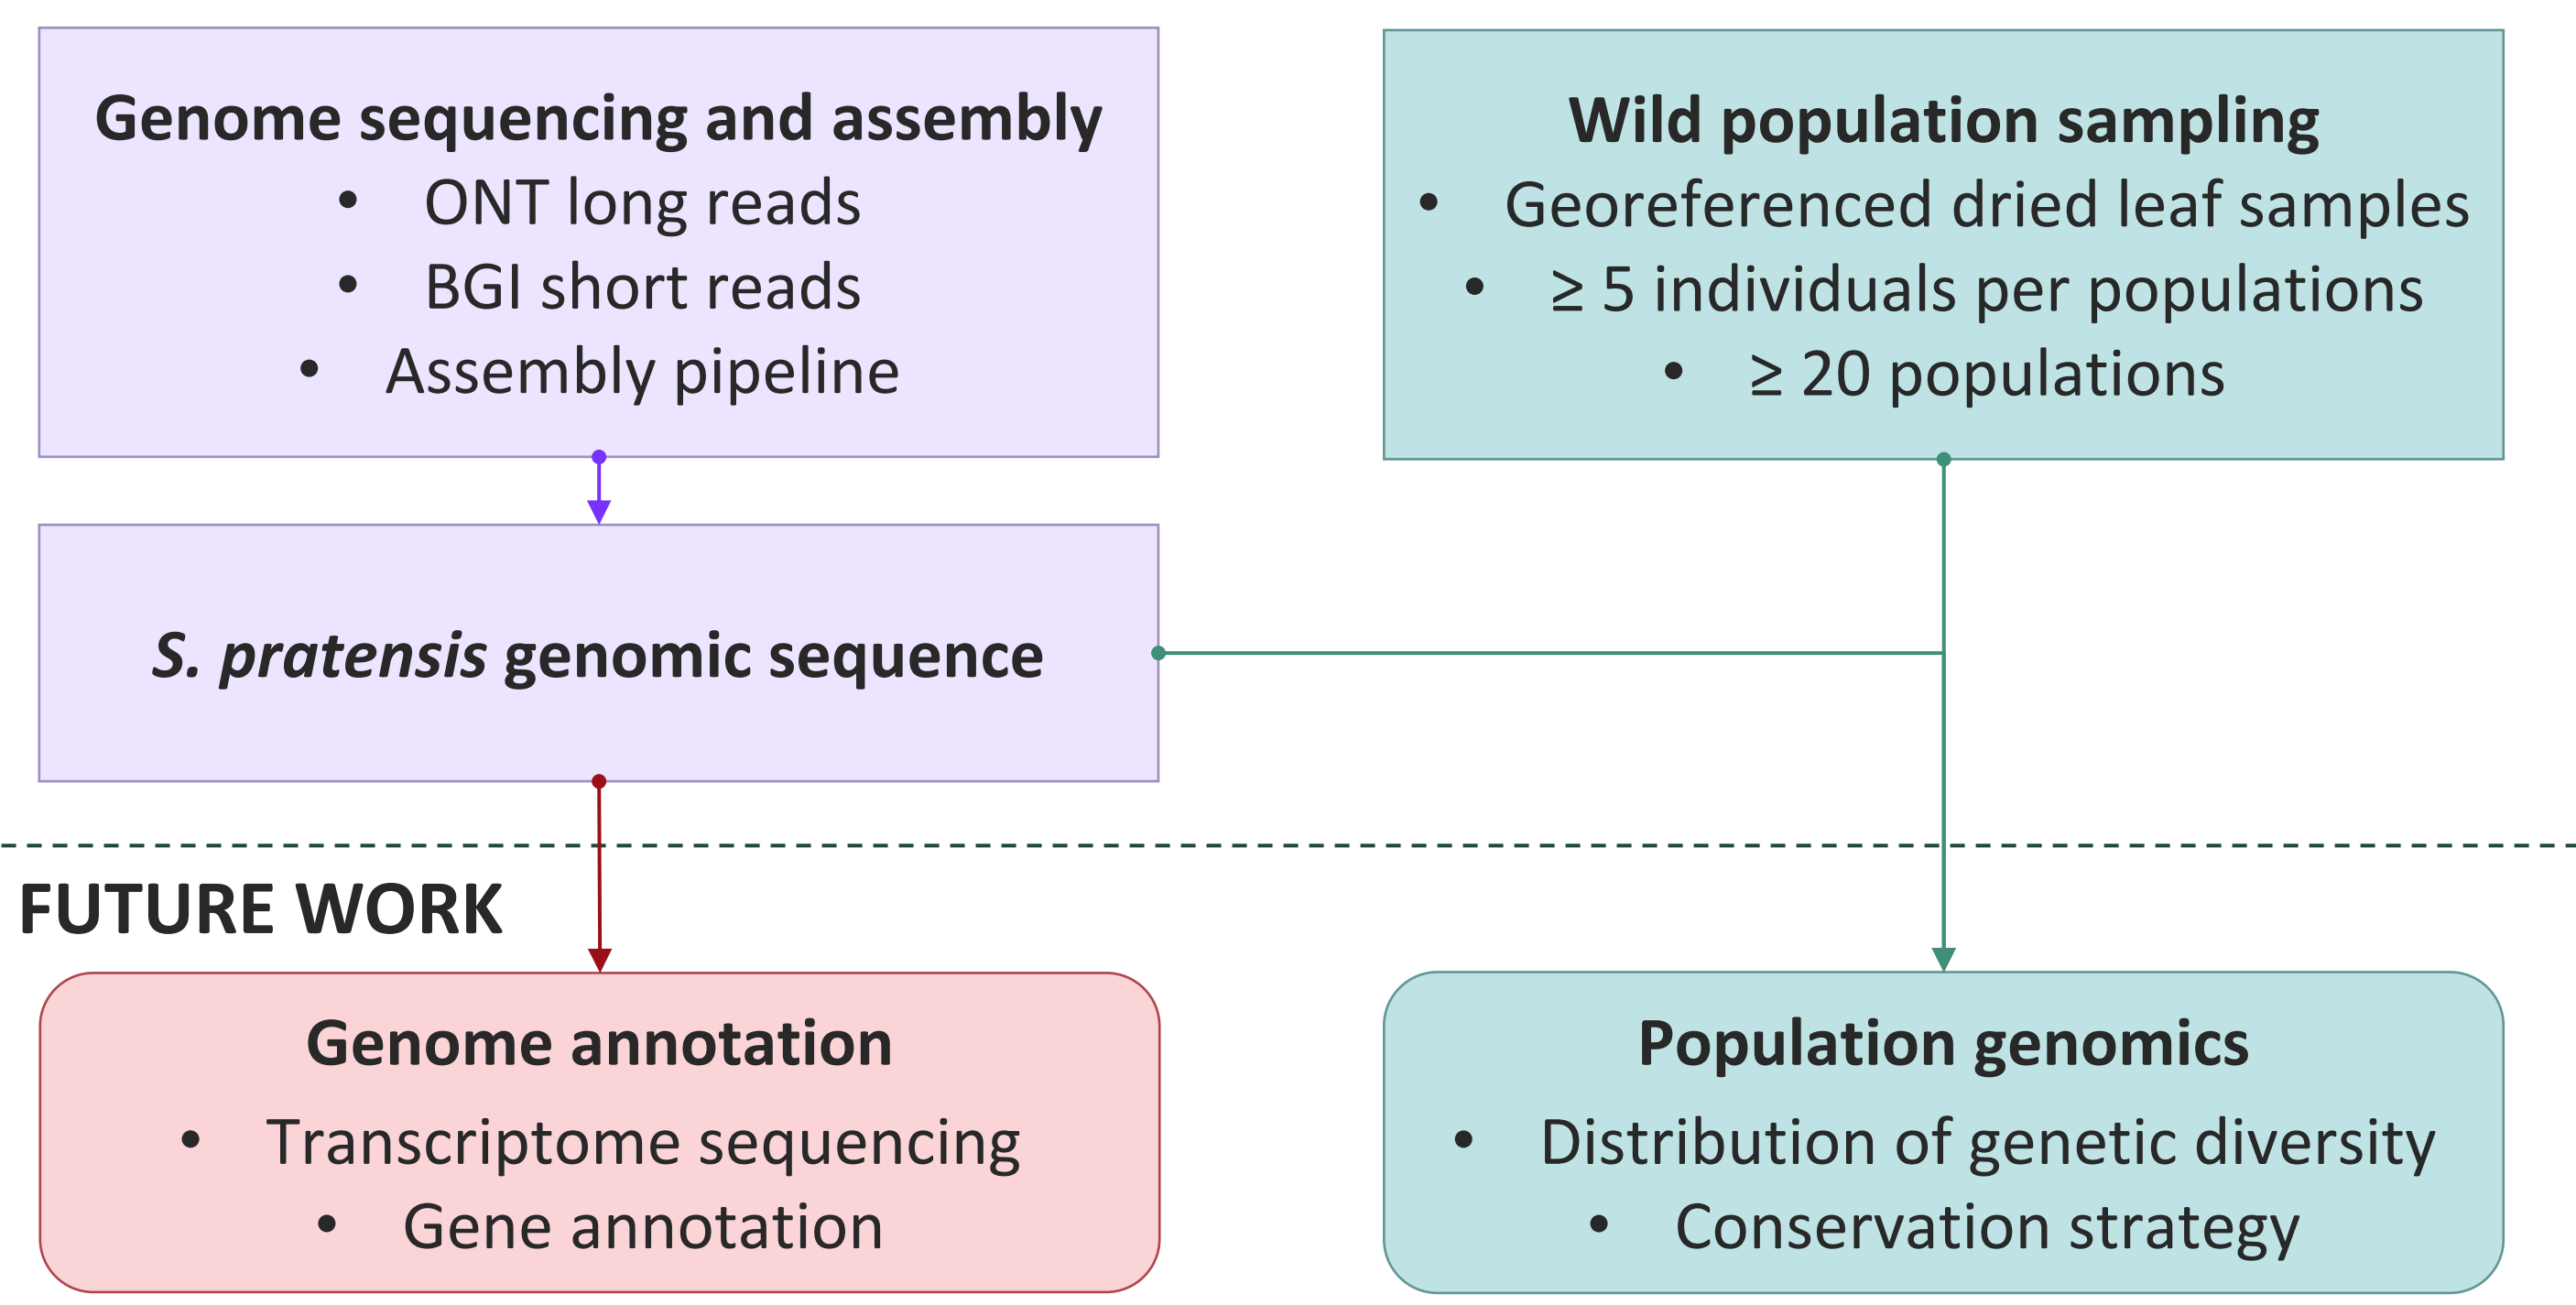 Genome sequencing and assembly
• ONT long reads
• BGI short reads
• Assembly pipeline
Wild population sampling
• Georeferenced dried leaf samples
• ≥ 5 individuals per populations
• ≥ 20 populations
S. pratensis genomic sequence
FUTURE WORK
Genome annotation
• Transcriptome sequencing
• Gene annotation
Population genomics
• Distribution of genetic diversity
• Conservation strategy